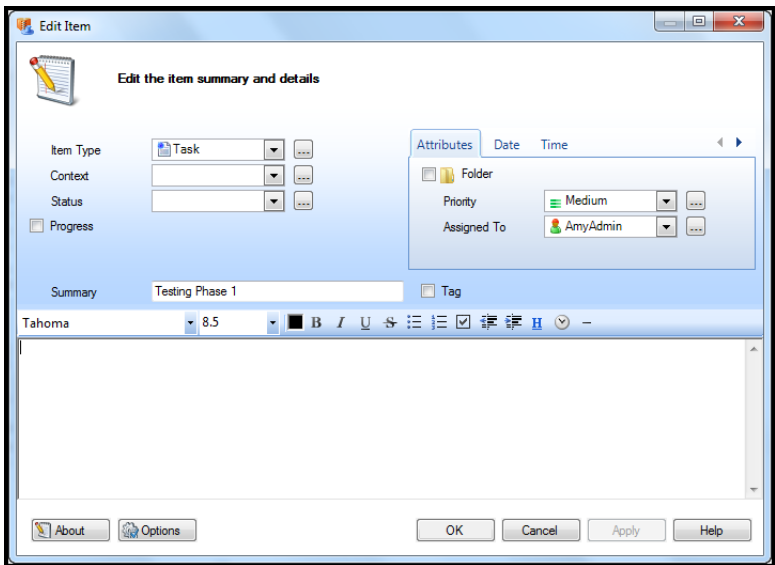 Edit Item
Edit the item summary and details
Item Type Task ...
Context ...
Status ...
Progress
Attributes Date Time
Folder
Priority Medium ...
Assigned To AmyAdmin ...
Summary Testing Phase 1
Tag
Tahoma 8.5 B I U S H
About Options OK Cancel Apply Help